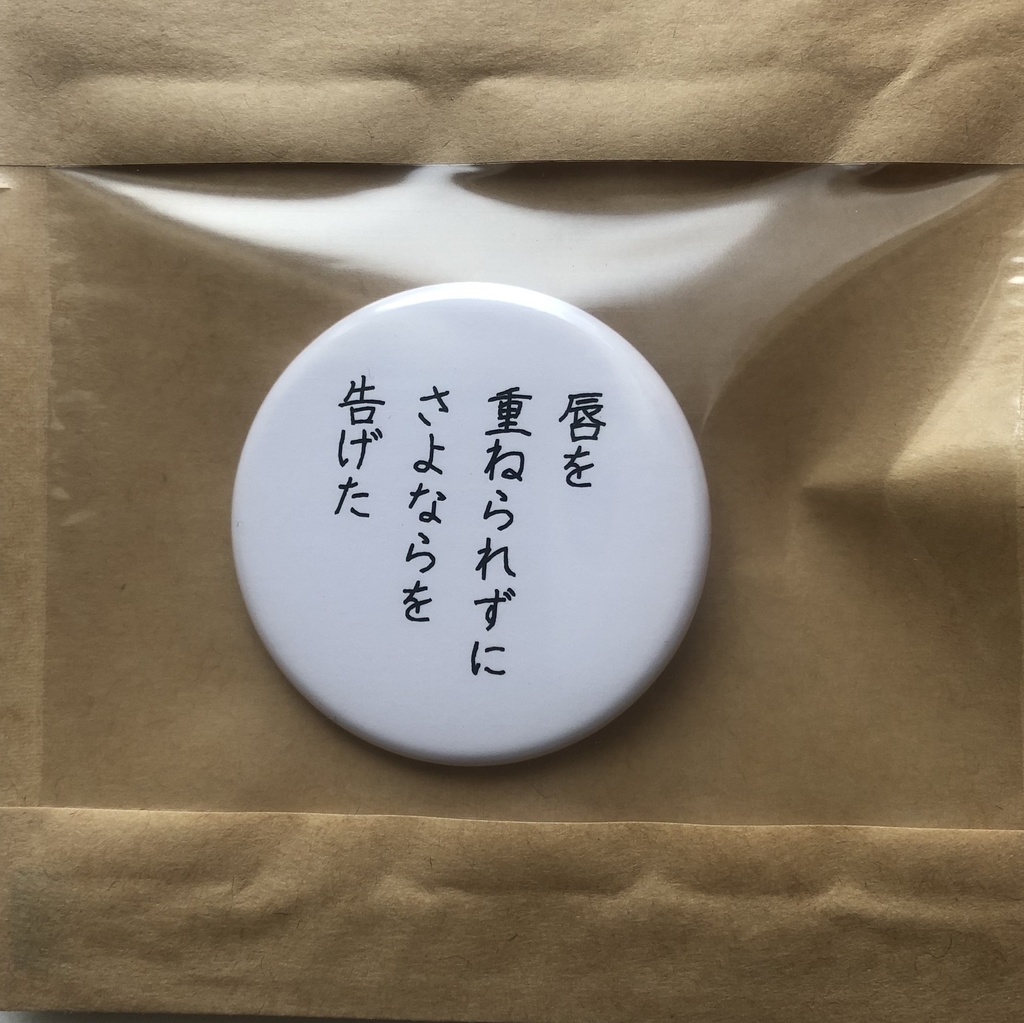 唇を
重ねられずに
さよならを
告げた